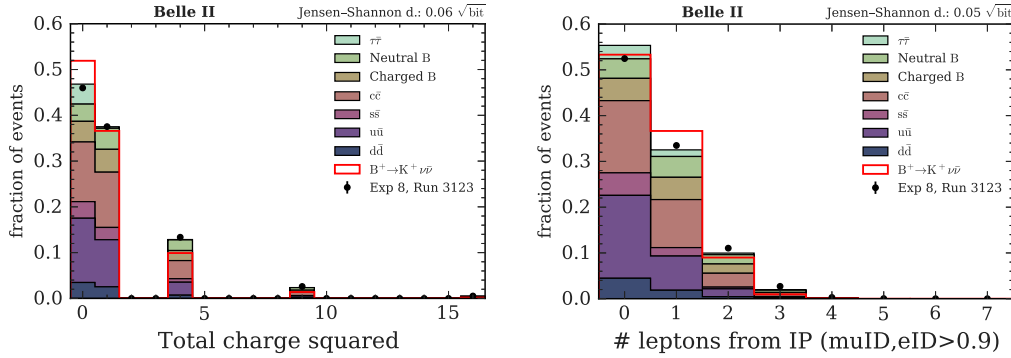 Belle II Jensen–Shannon d.: 0.06 √bit
0.6
0.5
0.4
0.3
0.2
0.1
0.0
fraction of events
ττ̄
Neutral B
Charged B
cc̄
ss̄
uū
dd̄
B⁺→K⁺νν̄
Exp 8, Run 3123
0 5 10 15
Total charge squared
Belle II Jensen–Shannon d.: 0.05 √bit
0.6
0.5
0.4
0.3
0.2
0.1
0.0
fraction of events
ττ̄
Neutral B
Charged B
cc̄
ss̄
uū
dd̄
B⁺→K⁺νν̄
Exp 8, Run 3123
0 1 2 3 4 5 6 7
# leptons from IP (muID,eID>0.9)